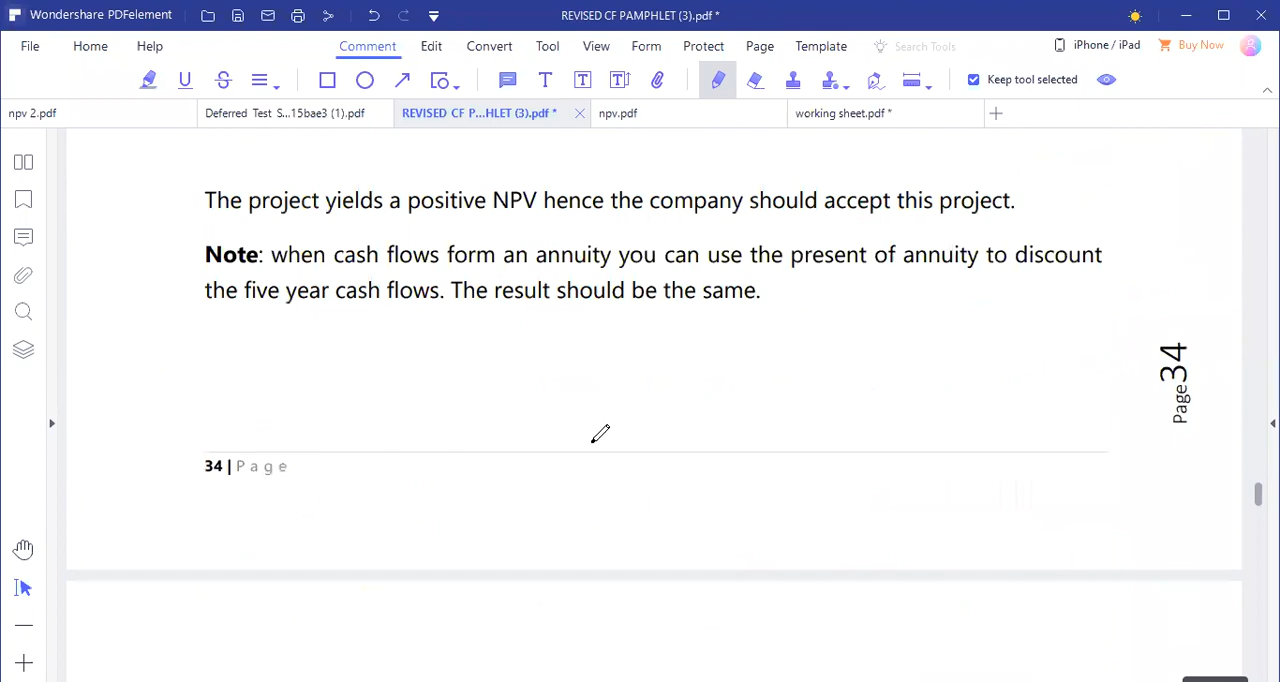 Wondershare PDFelement
REVISED CF PAMPHLET (3).pdf *
File Home Help Comment Edit Convert Tool View Form Protect Page Template Search Tools iPhone / iPad Buy Now
Keep tool selected
npv 2.pdf Deferred Test S...15bae3 (1).pdf REVISED CF P...HLET (3).pdf * npv.pdf working sheet.pdf *
The project yields a positive NPV hence the company should accept this project.
Note: when cash flows form an annuity you can use the present of annuity to discount
the five year cash flows. The result should be the same.
Page34
34 | Page